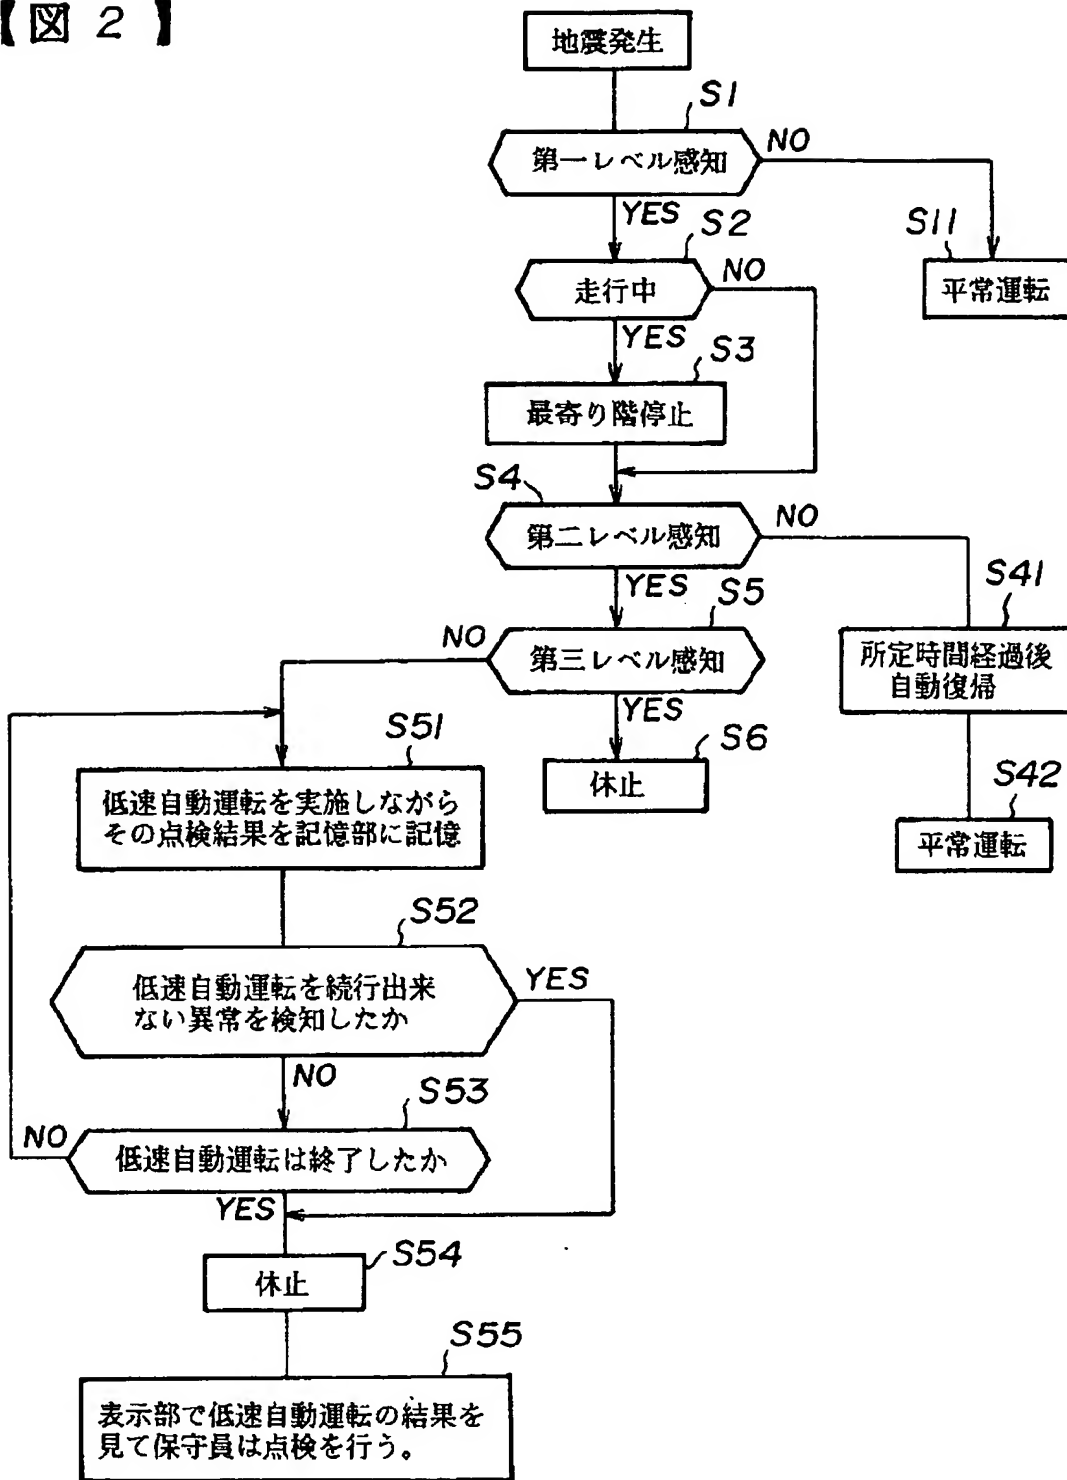 【図 2 】
地震発生
S1
第一レベル感知
NO
YES
S2
S11
走行中
NO
平常運転
YES
S3
最寄り階停止
S4
第二レベル感知
NO
YES
S5
S41
NO
第三レベル感知
所定時間経過後
自動復帰
YES
S6
S51
休止
S42
低速自動運転を実施しながら
その点検結果を記憶部に記憶
平常運転
S52
低速自動運転を続行出来
ない異常を検知したか
YES
NO
S53
NO
低速自動運転は終了したか
YES
S54
休止
S55
表示部で低速自動運転の結果を
見て保守員は点検を行う。